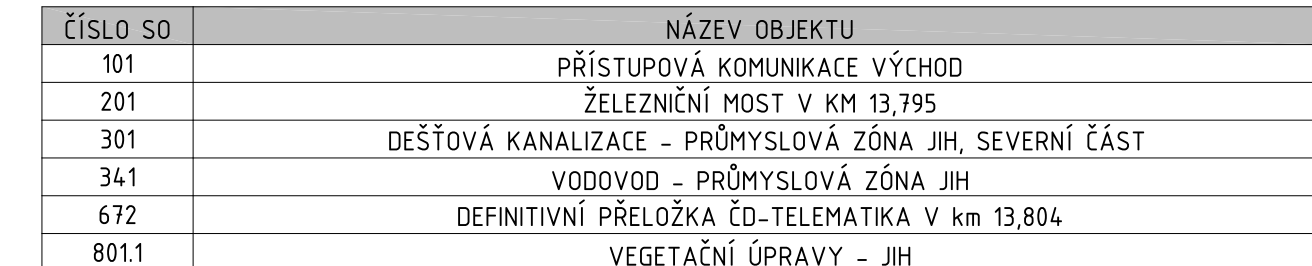 ČÍSLO SO NÁZEV OBJEKTU
101 PŘÍSTUPOVÁ KOMUNIKACE VÝCHOD
201 ŽELEZNIČNÍ MOST V KM 13,795
301 DEŠŤOVÁ KANALIZACE - PRŮMYSLOVÁ ZÓNA JIH, SEVERNÍ ČÁST
341 VODOVOD - PRŮMYSLOVÁ ZÓNA JIH
672 DEFINITIVNÍ PŘELOŽKA ČD-TELEMATIKA V km 13,804
801.1 VEGETAČNÍ ÚPRAVY - JIH